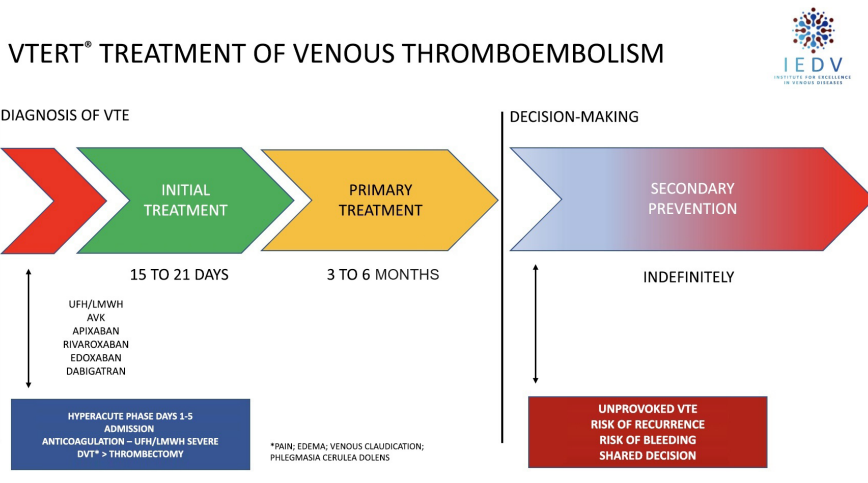 VTERT® TREATMENT OF VENOUS THROMBOEMBOLISM
IEDV
INSTITUTE FOR EXCELLENCE
IN VENOUS DISEASES
DIAGNOSIS OF VTE
INITIAL
TREATMENT
PRIMARY
TREATMENT
15 TO 21 DAYS
3 TO 6 MONTHS
UFH/LMWH
AVK
APIXABAN
RIVAROXABAN
EDOXABAN
DABIGATRAN
HYPERACUTE PHASE DAYS 1-5
ADMISSION
ANTICOAGULATION – UFH/LMWH SEVERE
DVT* > THROMBECTOMY
*PAIN; EDEMA; VENOUS CLAUDICATION;
PHLEGMASIA CERULEA DOLENS
DECISION-MAKING
SECONDARY
PREVENTION
INDEFINITELY
UNPROVOKED VTE
RISK OF RECURRENCE
RISK OF BLEEDING
SHARED DECISION